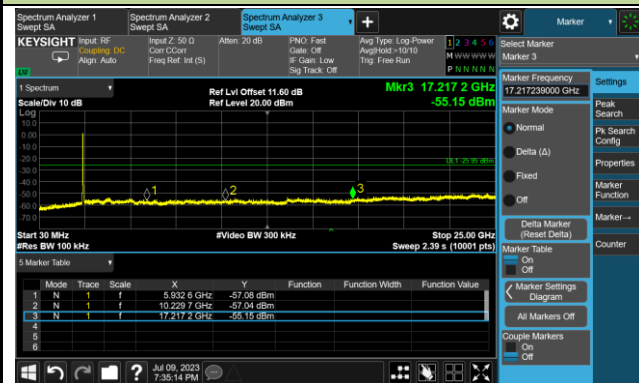 Spectrum Analyzer 1
Swept SA
Spectrum Analyzer 2
Swept SA
Spectrum Analyzer 3
Swept SA
Marker
KEYSIGHT
Input: RF
Coupling: DC
Align: Auto
Input Z: 50 Ω
Corr CCorr
Freq Ref: Int (S)
Atten: 20 dB
PNO: Fast
Gate: Off
IF Gain: Low
Sig Track: Off
Avg Type: Log-Power
Avg|Hold:>10/10
Trig: Free Run
1 2 3 4 5 6
M W W W W W
P N N N N N
LXI
Select Marker
Marker 3
1 Spectrum
Scale/Div 10 dB
Log
Ref Lvl Offset 11.60 dB
Ref Level 20.00 dBm
Mkr3 17.217 2 GHz
-55.15 dBm
10.0
0.00
-10.0
-20.0
-30.0
-40.0
-50.0
-60.0
-70.0
DL1 -25.95 dBm
1
2
3
Start 30 MHz
#Res BW 100 kHz
#Video BW 300 kHz
Stop 25.00 GHz
Sweep 2.39 s (10001 pts)
5 Marker Table
Mode Trace Scale X Y Function Function Width Function Value
1 N 1 f 5.932 6 GHz -57.08 dBm
2 N 1 f 10.229 7 GHz -57.04 dBm
3 N 1 f 17.217 2 GHz -55.15 dBm
4
5
6
Marker Frequency
17.217239000 GHz
Marker Mode
Normal
Delta (Δ)
Fixed
Off
Delta Marker
(Reset Delta)
Marker Table
On
Off
Marker Settings
Diagram
All Markers Off
Couple Markers
On
Off
Settings
Peak
Search
Pk Search
Config
Properties
Marker
Function
Marker→
Counter
Jul 09, 2023
7:35:14 PM